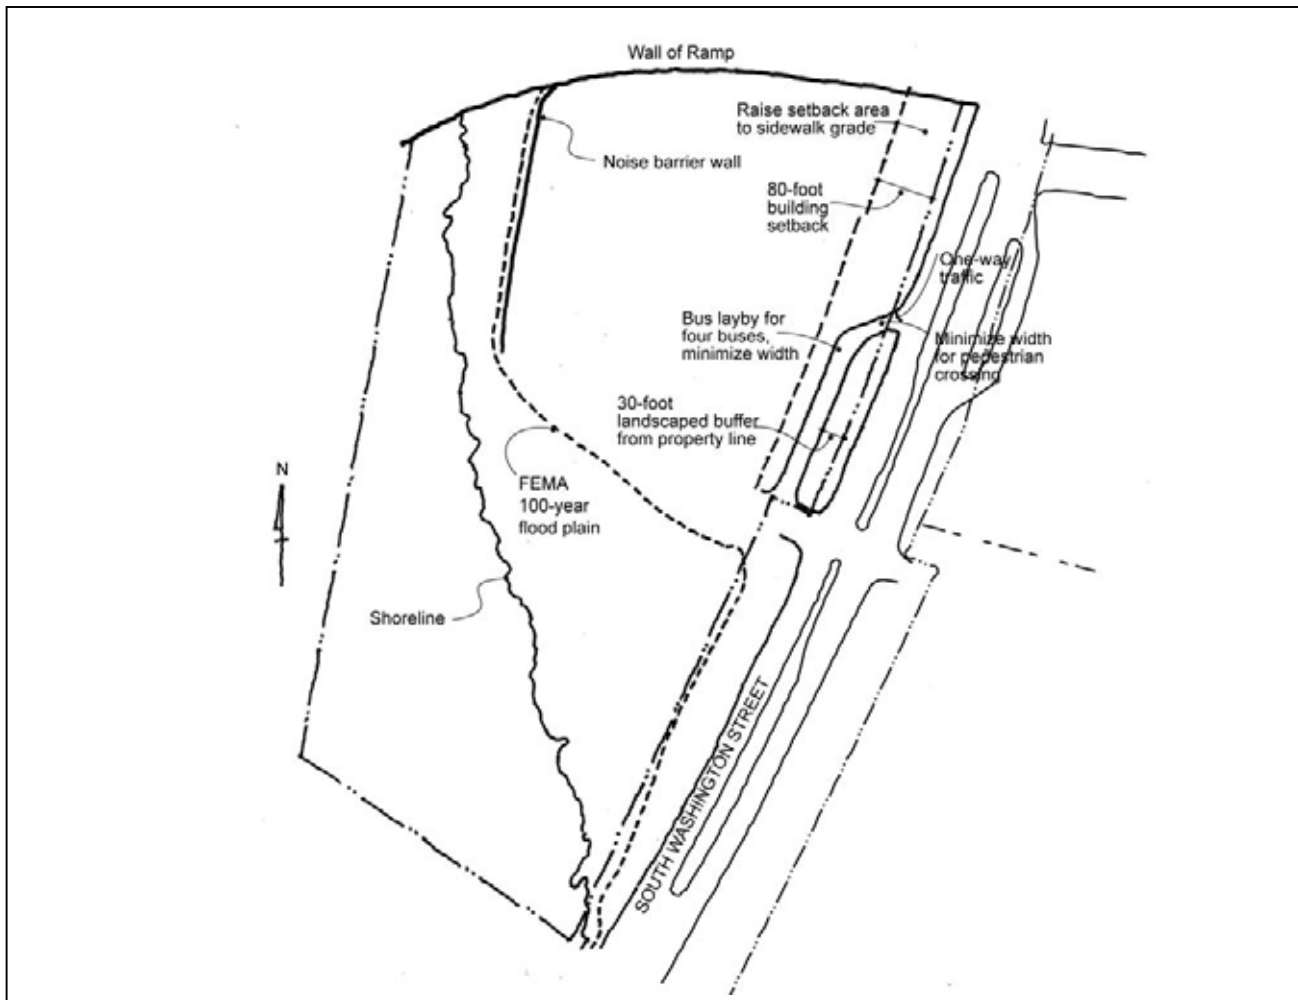 Wall of Ramp
Raise setback area
to sidewalk grade
Noise barrier wall
80-foot
building
setback
One-way
traffic
Bus layby for
four buses,
minimize width
Minimize width
for pedestrian
crossing
30-foot
landscaped buffer
from property line
N
FEMA
100-year
flood plain
Shoreline
SOUTH WASHINGTON STREET